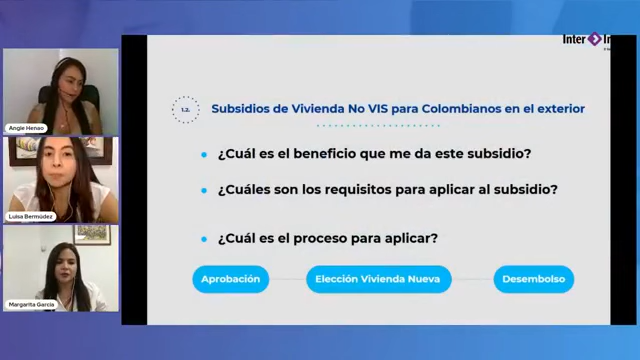 Inter
1.2.
Subsidios de Vivienda No VIS para Colombianos en el exterior
Angie Henao
¿Cuál es el beneficio que me da este subsidio?
¿Cuáles son los requisitos para aplicar al subsidio?
Luisa Bermúdez
¿Cuál es el proceso para aplicar?
Aprobación
Elección Vivienda Nueva
Desembolso
Margarita García